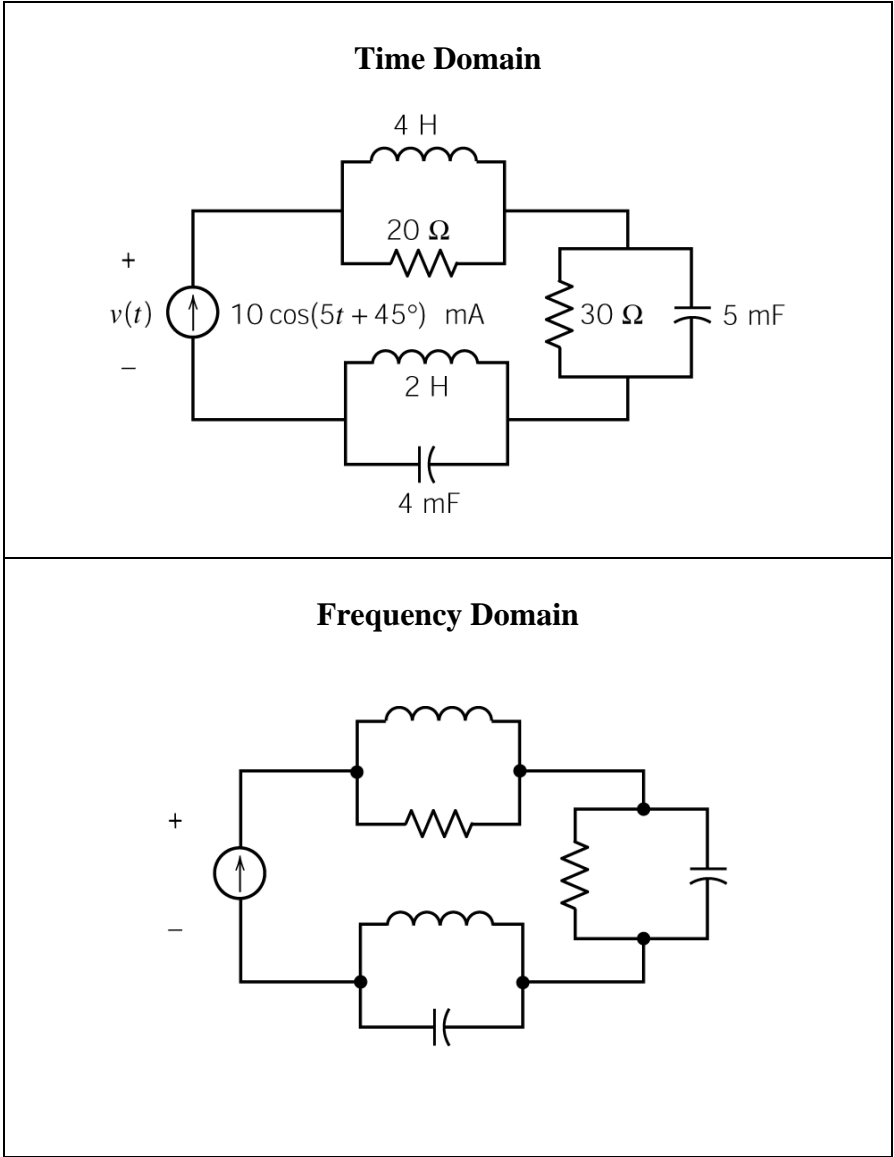 Time Domain
4 H
20 Ω
+
v(t)
10 cos(5t + 45°) mA
30 Ω
5 mF
–
2 H
4 mF
Frequency Domain
+
–